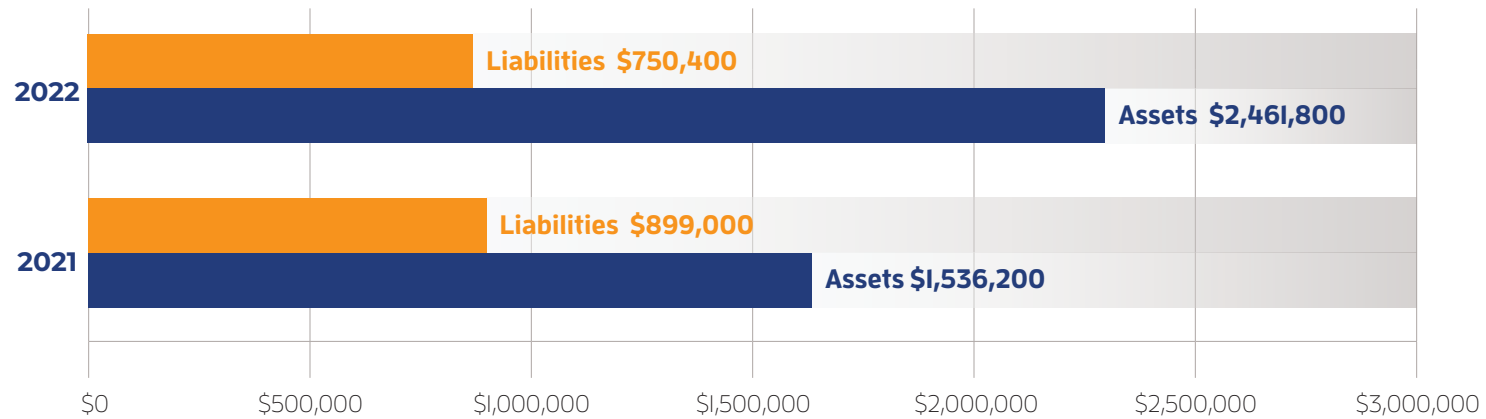 Liabilities $750,400
2022
Assets $2,461,800
Liabilities $899,000
2021
Assets $1,536,200
$0 $500,000 $1,000,000 $1,500,000 $2,000,000 $2,500,000 $3,000,000